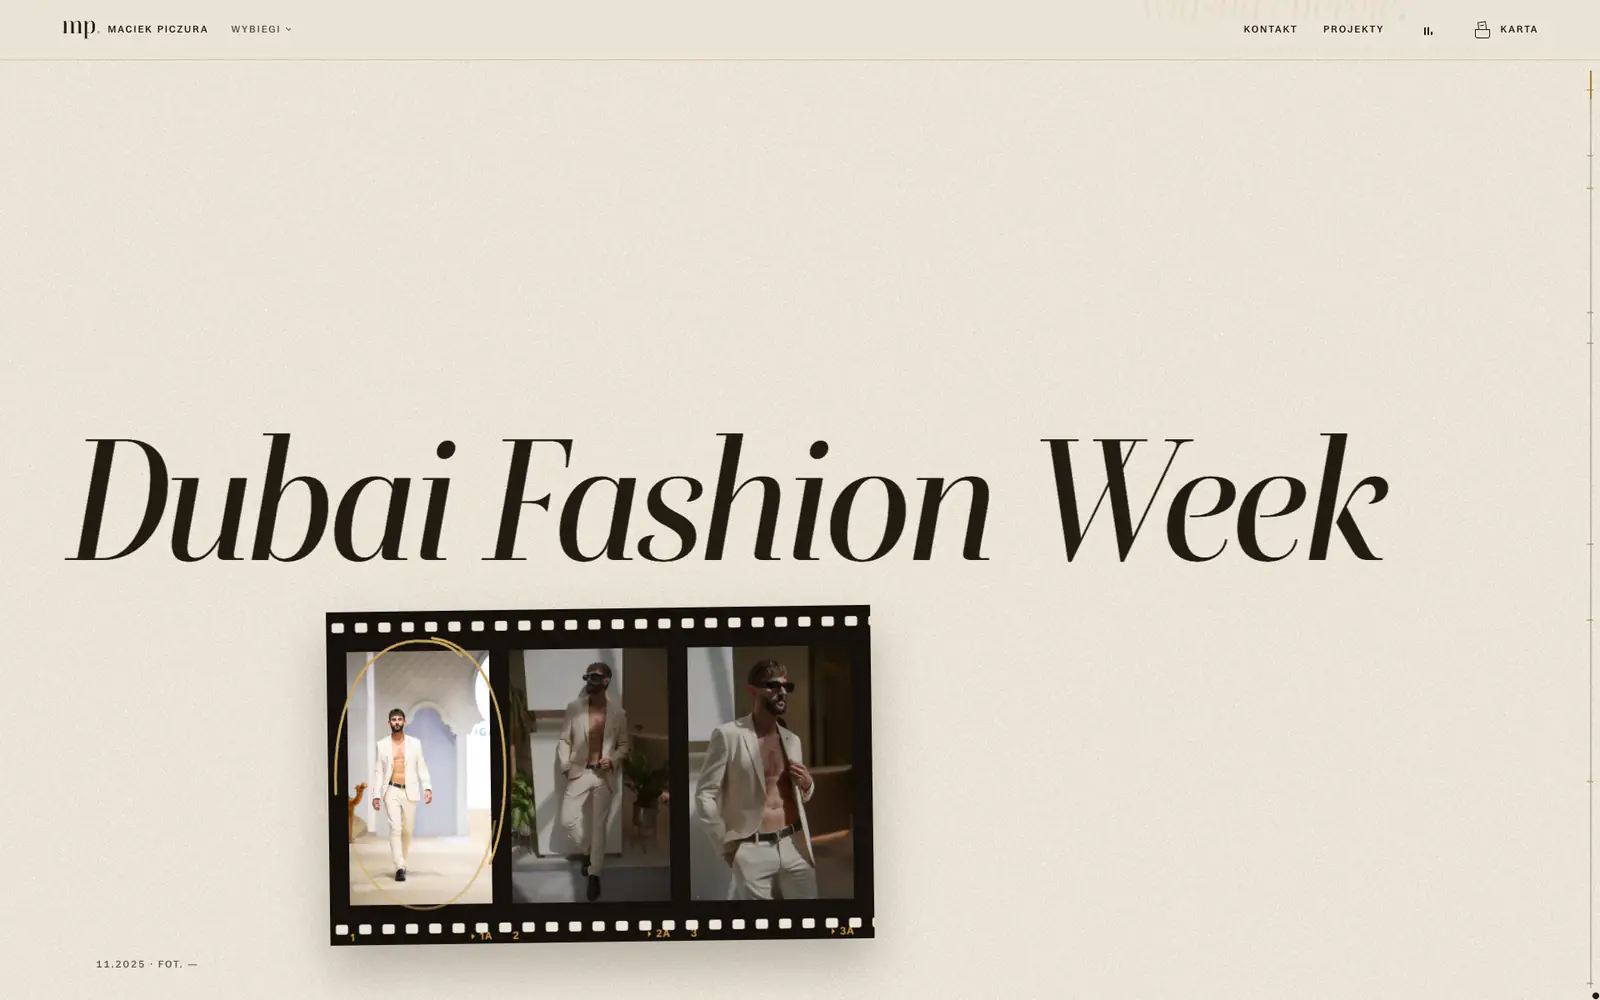 mp. MACIEK PICZURA WYBIEGI KONTAKT PROJEKTY KARTA
Dubai Fashion Week
1 1A 2 2A 3 3A
11.2025 · FOT. —